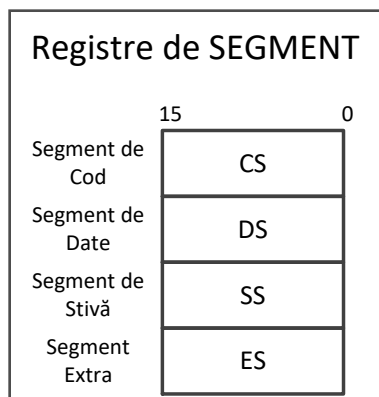 Registre de SEGMENT
15 0
Segment de
Cod
CS
Segment de
Date
DS
Segment de
Stivă
SS
Segment
Extra
ES